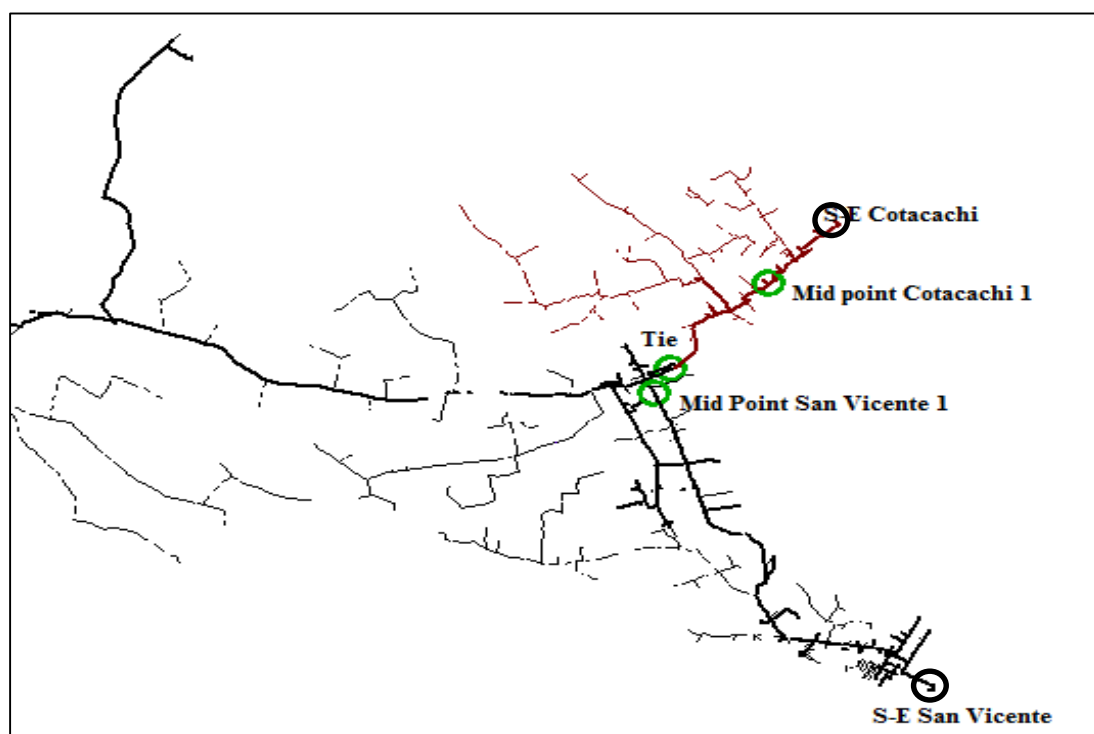 S-E Cotacachi
Mid point Cotacachi 1
Tie
Mid Point San Vicente 1
S-E San Vicente